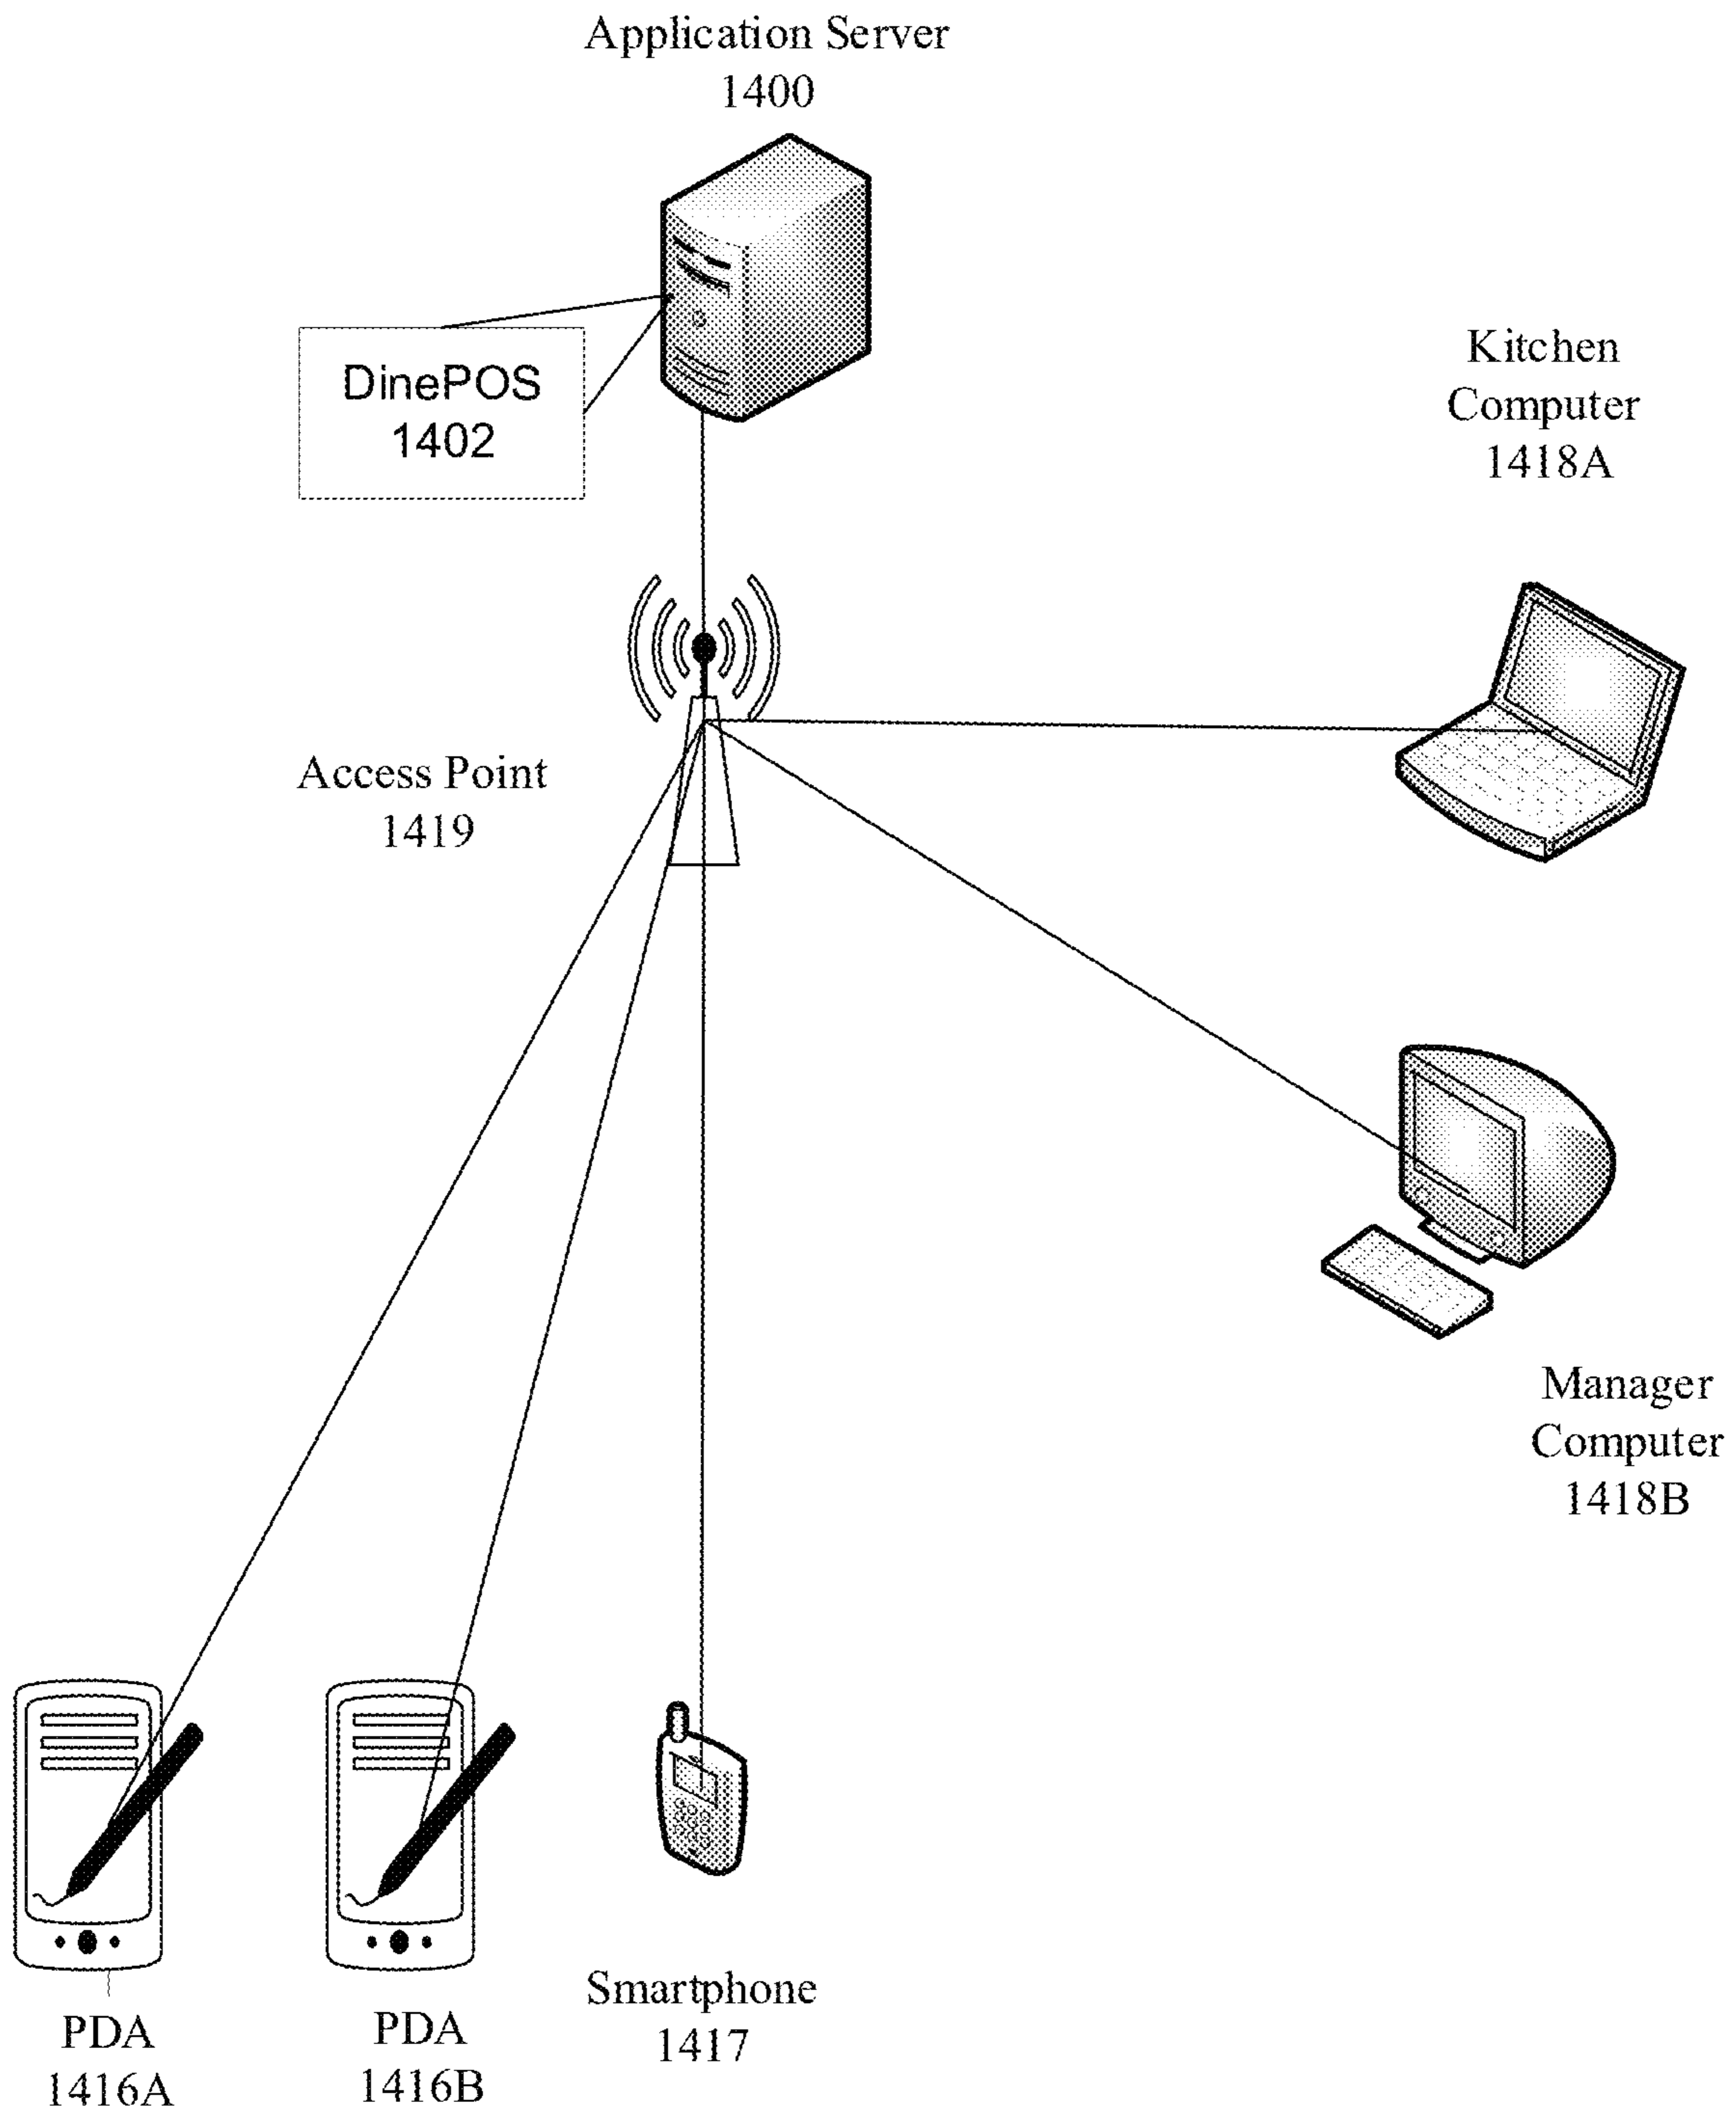 Application Server
1400
DinePOS
1402
Kitchen
Computer
1418A
Access Point
1419
Manager
Computer
1418B
PDA
1416A
PDA
1416B
Smartphone
1417